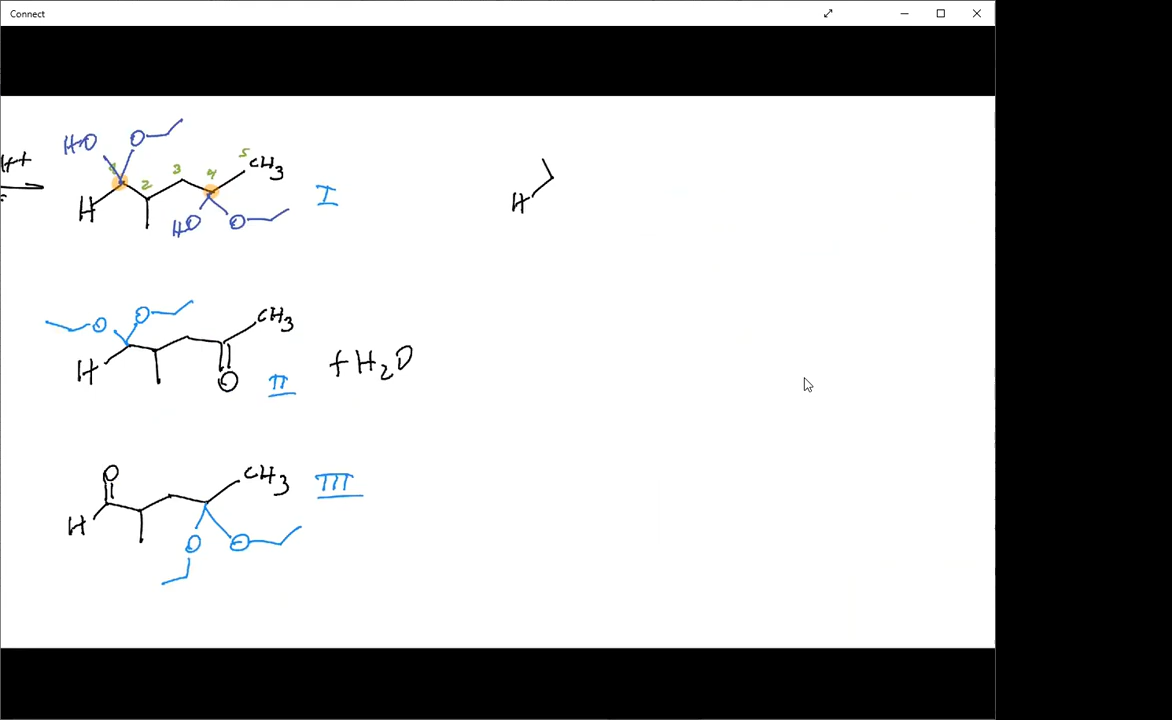 Connect
HO O
H+ 1 2 3 4 5 CH3
H HO O I H
O O CH3
H O II + H2O
O CH3 III
H O O